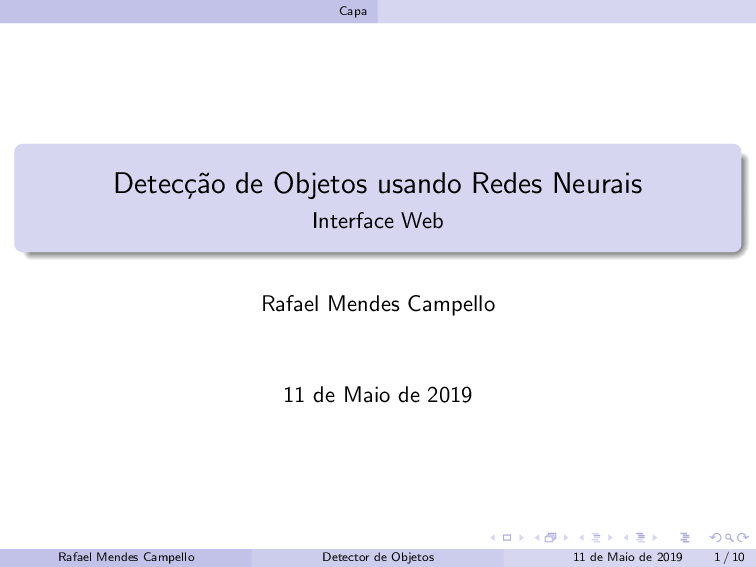 Capa
Detecção de Objetos usando Redes Neurais
Interface Web
Rafael Mendes Campello
11 de Maio de 2019
Rafael Mendes Campello Detector de Objetos 11 de Maio de 2019 1 / 10